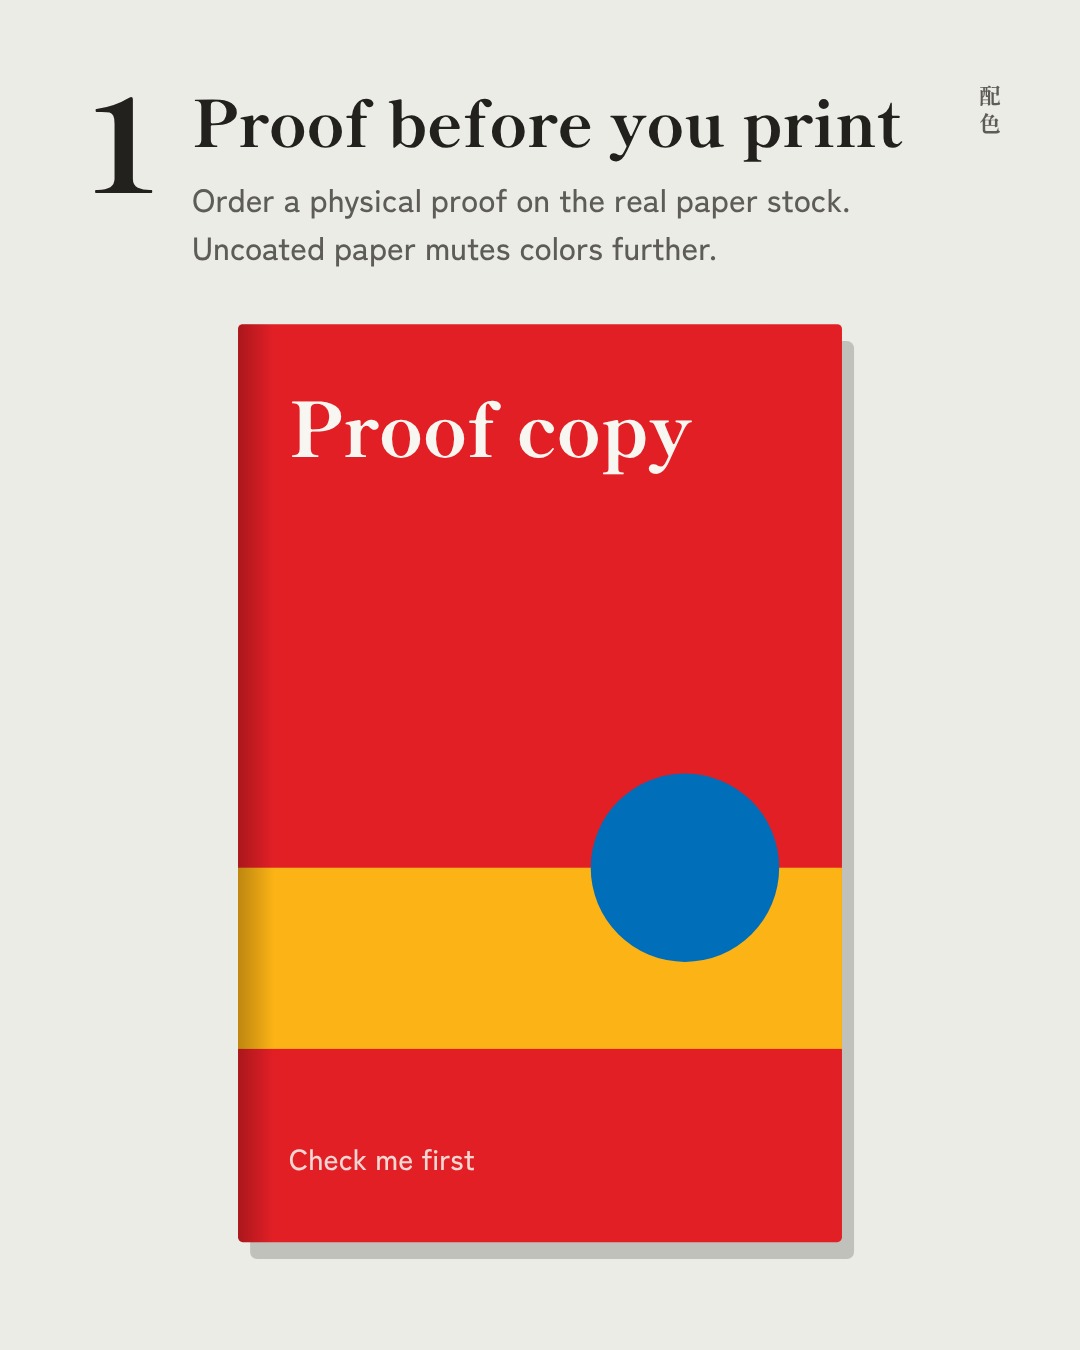 1
Proof before you print
配色
Order a physical proof on the real paper stock.
Uncoated paper mutes colors further.
Proof copy
Check me first